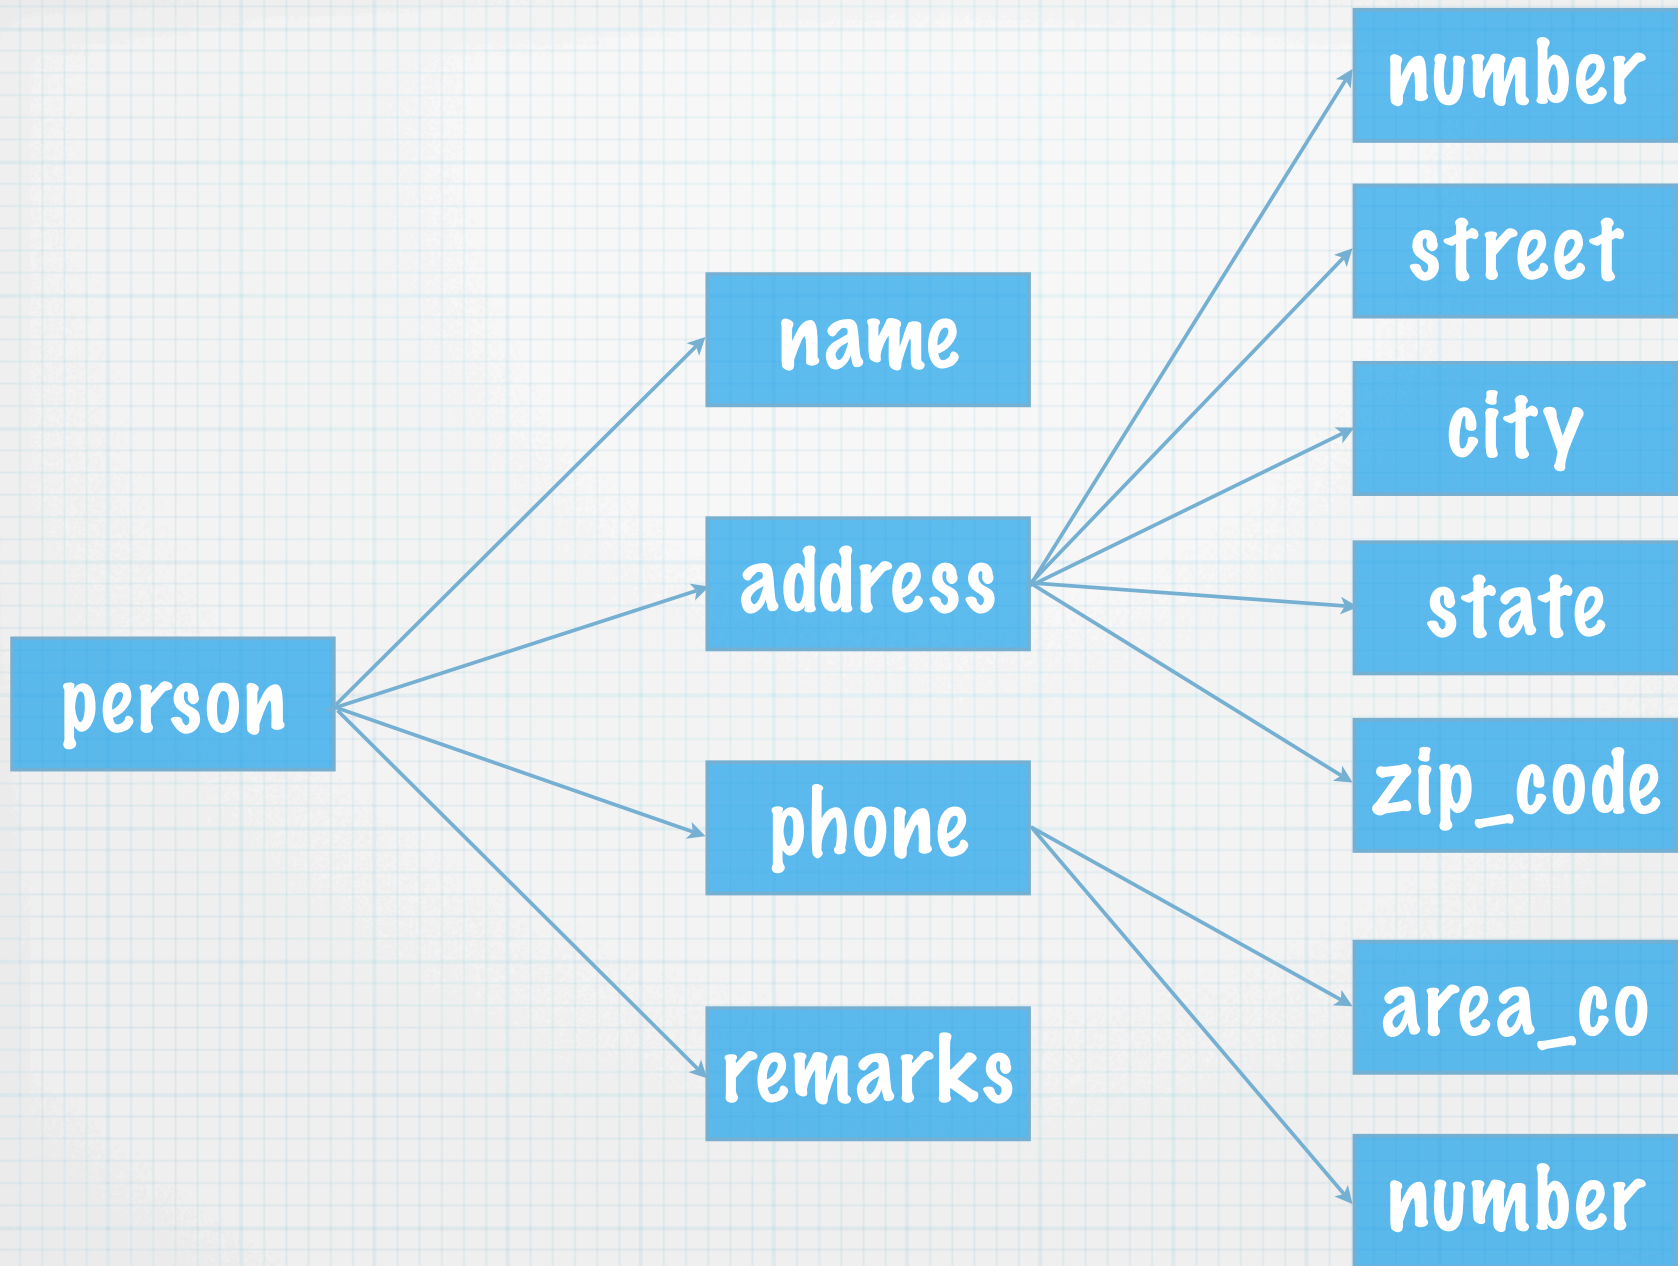 person
name
address
phone
remarks
number
street
city
state
zip_code
area_co
number